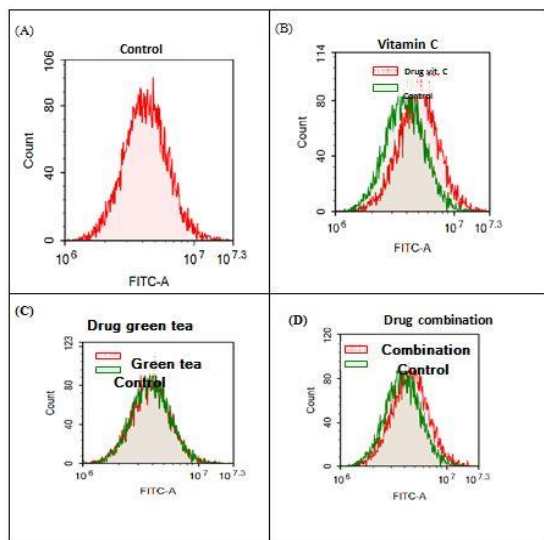 (A)
Control
106
80
40
0
Count
10^6
10^7
10^7.3
FITC-A
(B)
Vitamin C
114
80
40
0
Count
Drug vit. C
Control
10^6
10^7
10^7.3
FITC-A
(C)
Drug green tea
123
80
40
0
Count
Green tea
Control
10^6
10^7
10^7.3
FITC-A
(D)
Drug combination
120
80
40
0
Count
Combination
Control
10^6
10^7
10^7.3
FITC-A